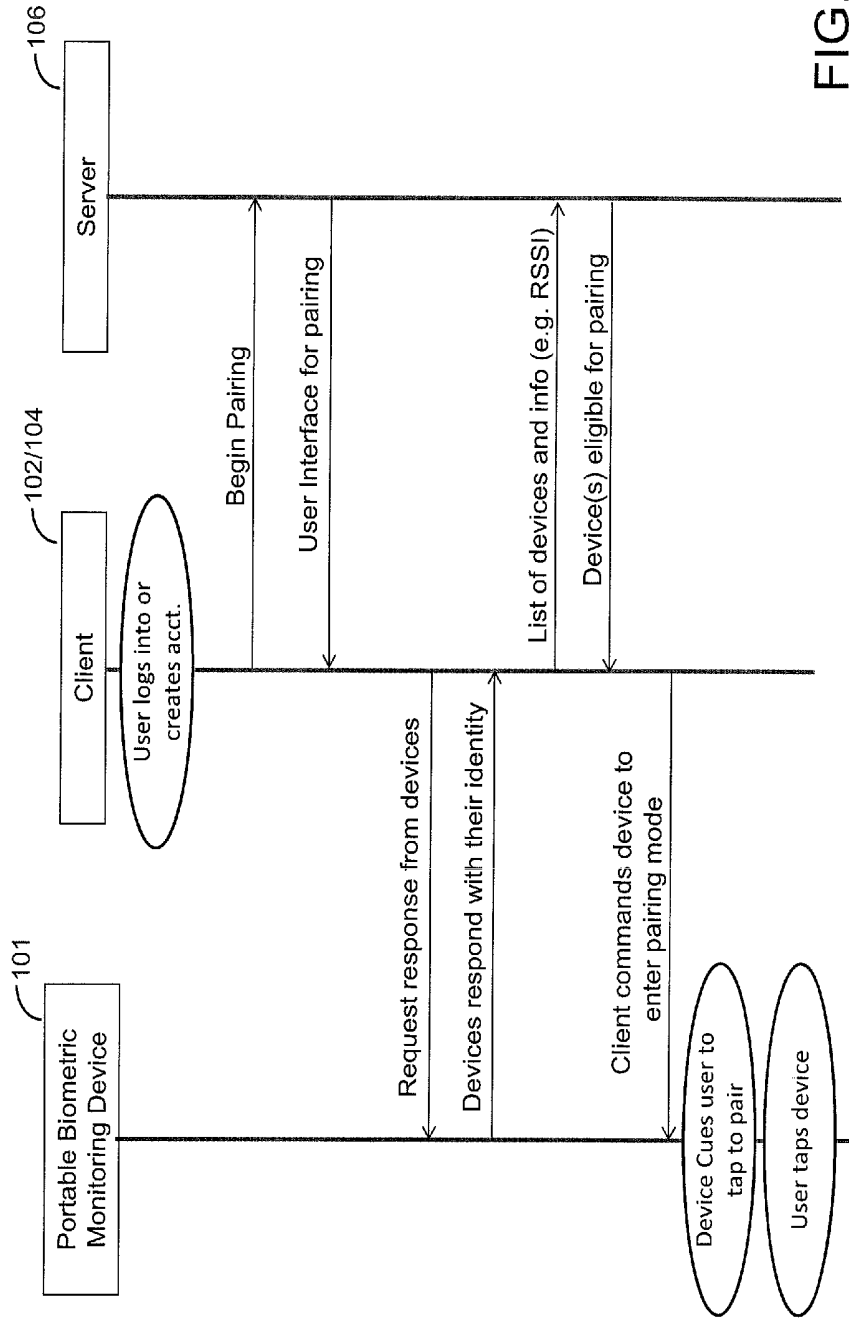 101
Portable Biometric
Monitoring Device
102/104
Client
106
Server
User logs into or
creates acct.
Begin Pairing
User Interface for pairing
Request response from devices
Devices respond with their identity
List of devices and info (e.g. RSSI)
Device(s) eligible for pairing
Client commands device to
enter pairing mode
Device Cues user to
tap to pair
User taps device
FIG.